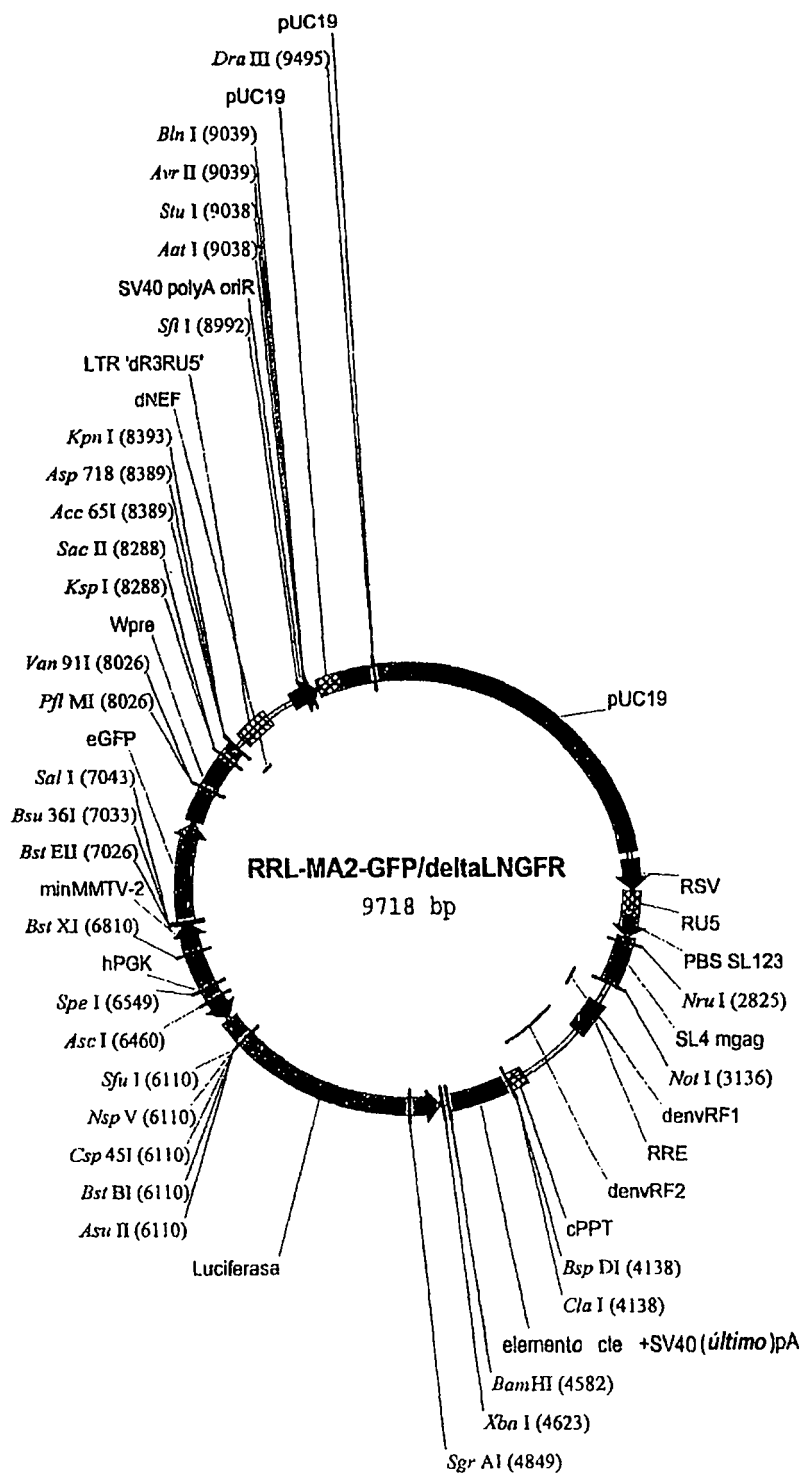 pUC19
Dra III (9495)
pUC19
Bln I (9039)
Avr II (9039)
Stu I (9038)
Aat I (9038)
SV40 polyA oriR
Sfi I (8992)
LTR 'dR3RU5'
dNEF
Kpn I (8393)
Asp 718 (8389)
Acc 65I (8389)
Sac II (8288)
Ksp I (8288)
Wpre
Van 91I (8026)
Pfl MI (8026)
eGFP
Sal I (7043)
Bsu 36I (7033)
Bst EII (7026)
minMMTV-2
Bst XI (6810)
hPGK
Spe I (6549)
Asc I (6460)
Sfu I (6110)
Nsp V (6110)
Csp 45I (6110)
Bst BI (6110)
Asu II (6110)
Luciferasa
RRL-MA2-GFP/deltaLNGFR
9718 bp
pUC19
RSV
RU5
PBS SL123
Nru I (2825)
SL4 mgag
Not I (3136)
denvRF1
RRE
denvRF2
cPPT
Bsp DI (4138)
Cla I (4138)
elemento cte +SV40 (último)pA
BamHI (4582)
Xba I (4623)
Sgr AI (4849)